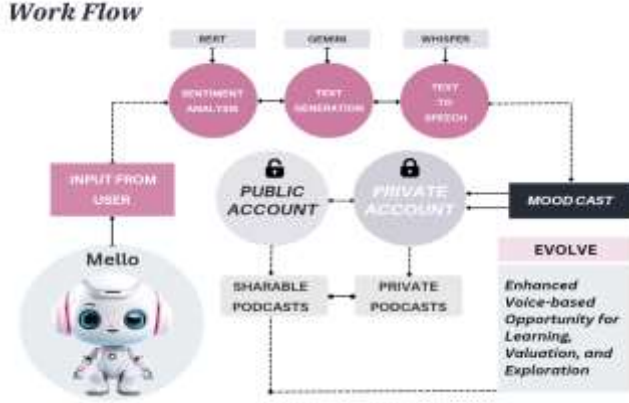 Work Flow
BERT
GEMINI
WHISPER
SENTIMENT
ANALYSIS
TEXT
GENERATION
TEXT
TO
SPEECH
INPUT FROM
USER
PUBLIC
ACCOUNT
PRIVATE
ACCOUNT
MOOD CAST
Mello
EVOLVE
SHARABLE
PODCASTS
PRIVATE
PODCASTS
Enhanced
Voice-based
Opportunity for
Learning,
Valuation, and
Exploration